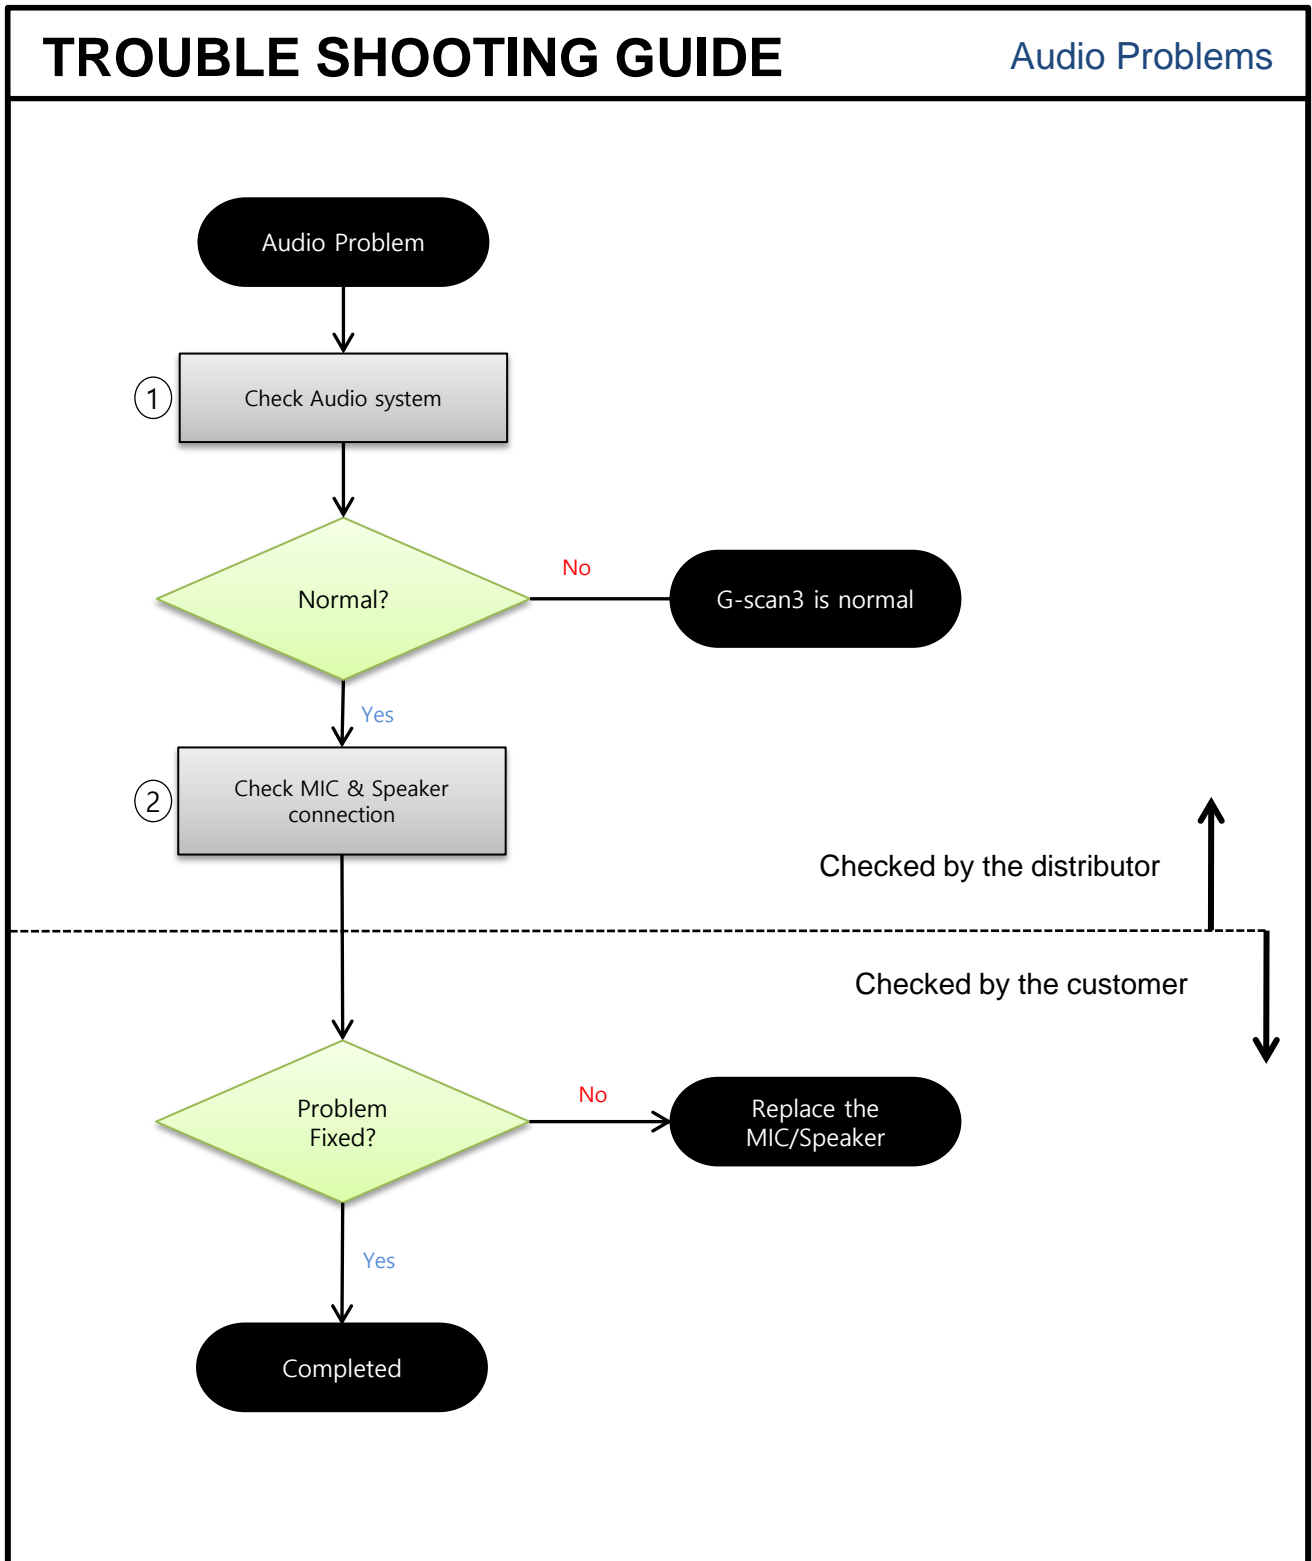 TROUBLE SHOOTING GUIDE
Audio Problems
Audio Problem
1
Check Audio system
Normal?
No
G-scan3 is normal
Yes
2
Check MIC & Speaker
connection
Checked by the distributor
Checked by the customer
Problem
Fixed?
No
Replace the
MIC/Speaker
Yes
Completed